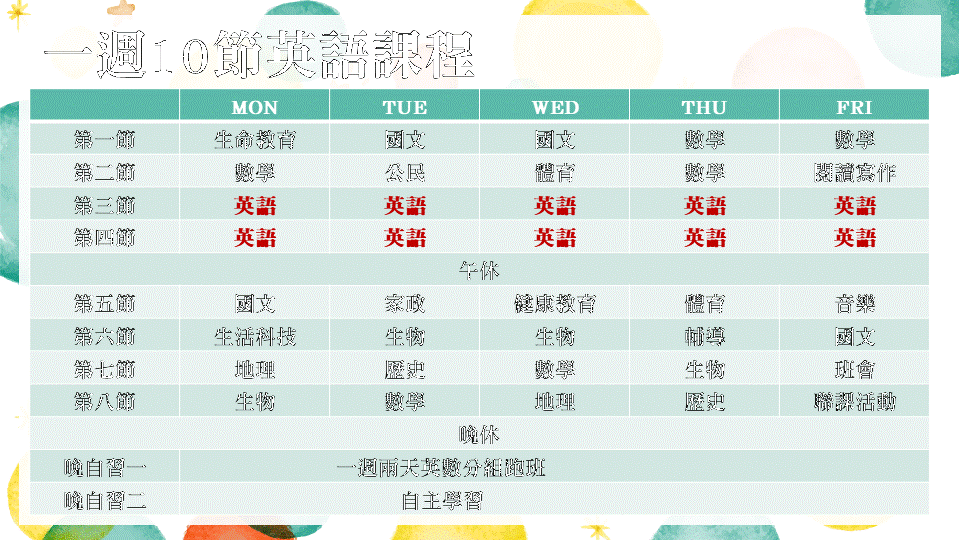 一週10節英語課程
MON TUE WED THU FRI
第一節 生命教育 國文 國文 數學 數學
第二節 數學 公民 體育 數學 閱讀寫作
第三節 英語 英語 英語 英語 英語
第四節 英語 英語 英語 英語 英語
午休
第五節 國文 家政 健康教育 體育 音樂
第六節 生活科技 生物 生物 輔導 國文
第七節 地理 歷史 數學 生物 班會
第八節 生物 數學 地理 歷史 聯課活動
晚休
晚自習一 一週兩天英數分組跑班
晚自習二 自主學習